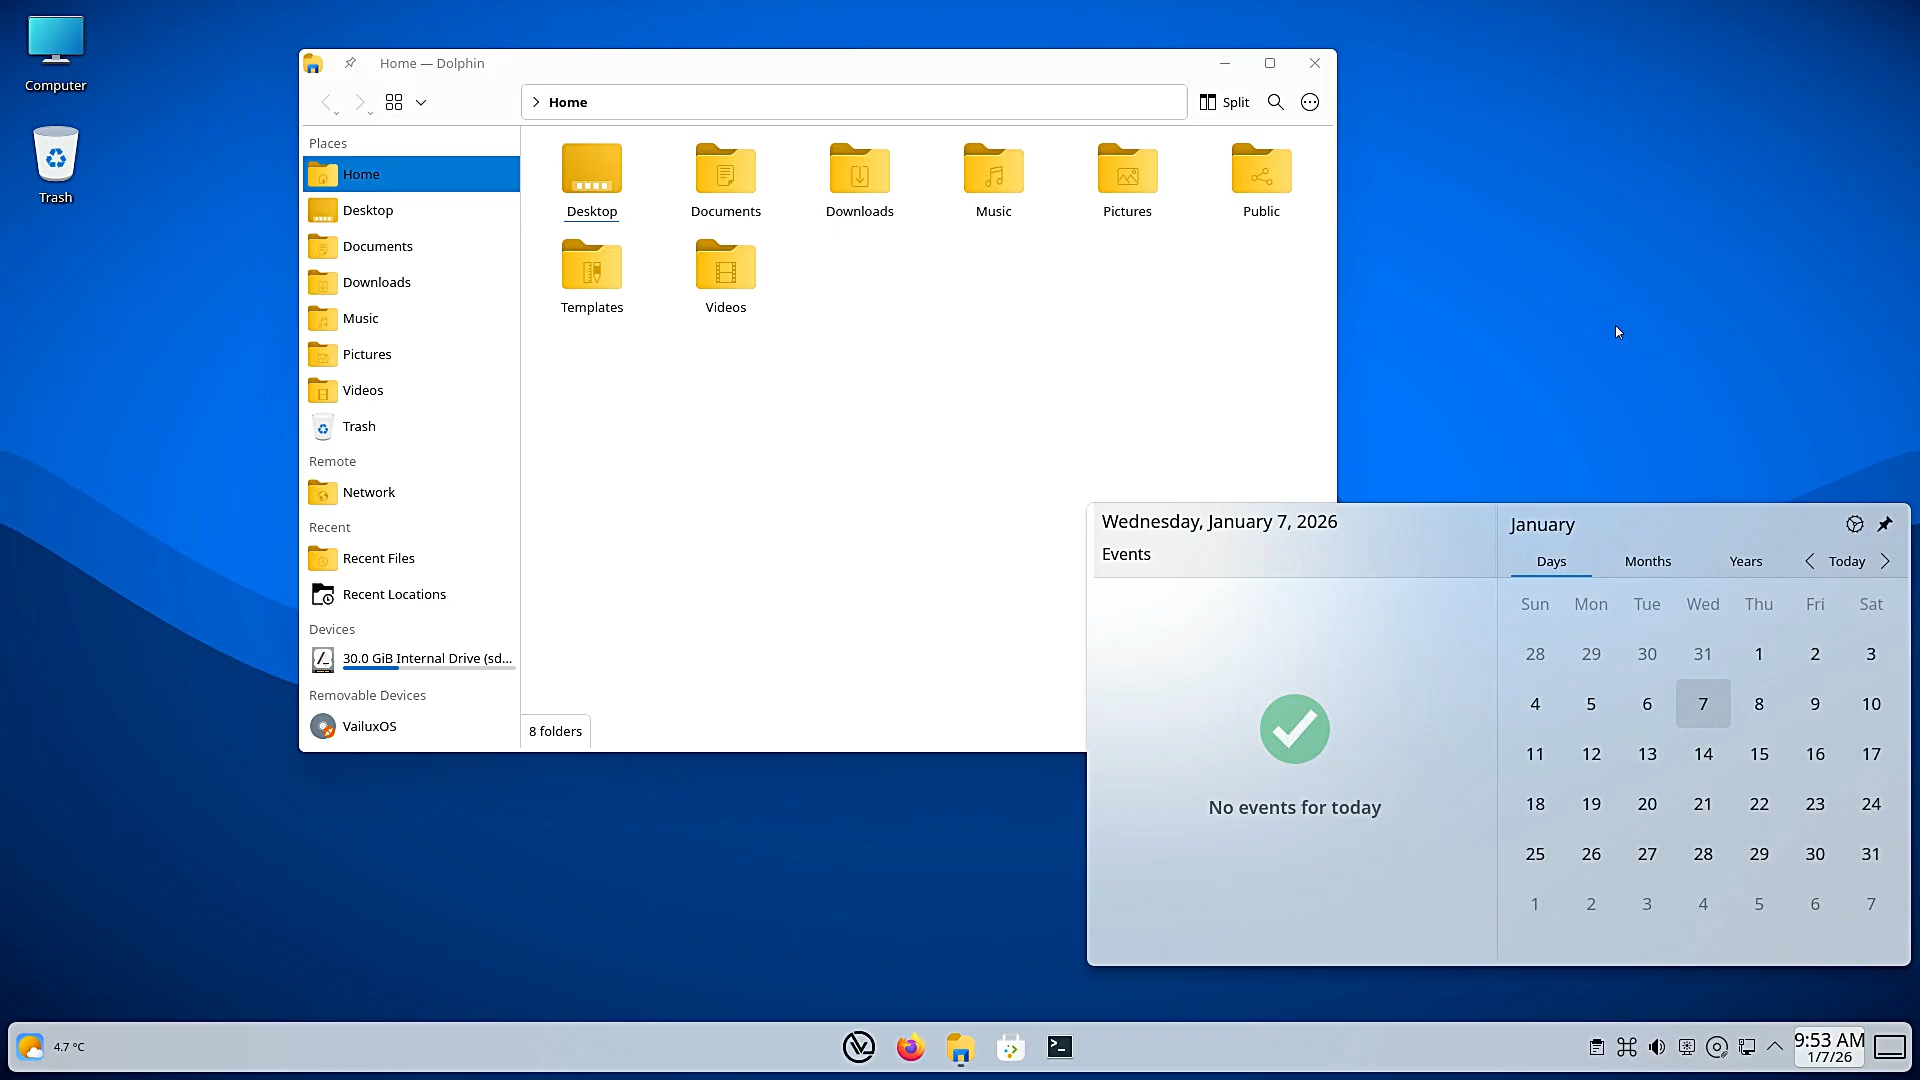 Computer
Trash
Home — Dolphin
Home
Split
Places
Home
Desktop
Documents
Downloads
Music
Pictures
Videos
Trash
Remote
Network
Recent
Recent Files
Recent Locations
Devices
30.0 GiB Internal Drive (sd...
Removable Devices
VailuxOS
Desktop
Documents
Downloads
Music
Pictures
Public
Templates
Videos
8 folders
Wednesday, January 7, 2026
Events
No events for today
January
Days Months Years Today
Sun Mon Tue Wed Thu Fri Sat
28 29 30 31 1 2 3
4 5 6 7 8 9 10
11 12 13 14 15 16 17
18 19 20 21 22 23 24
25 26 27 28 29 30 31
1 2 3 4 5 6 7
4.7 °C
9:53 AM
1/7/26